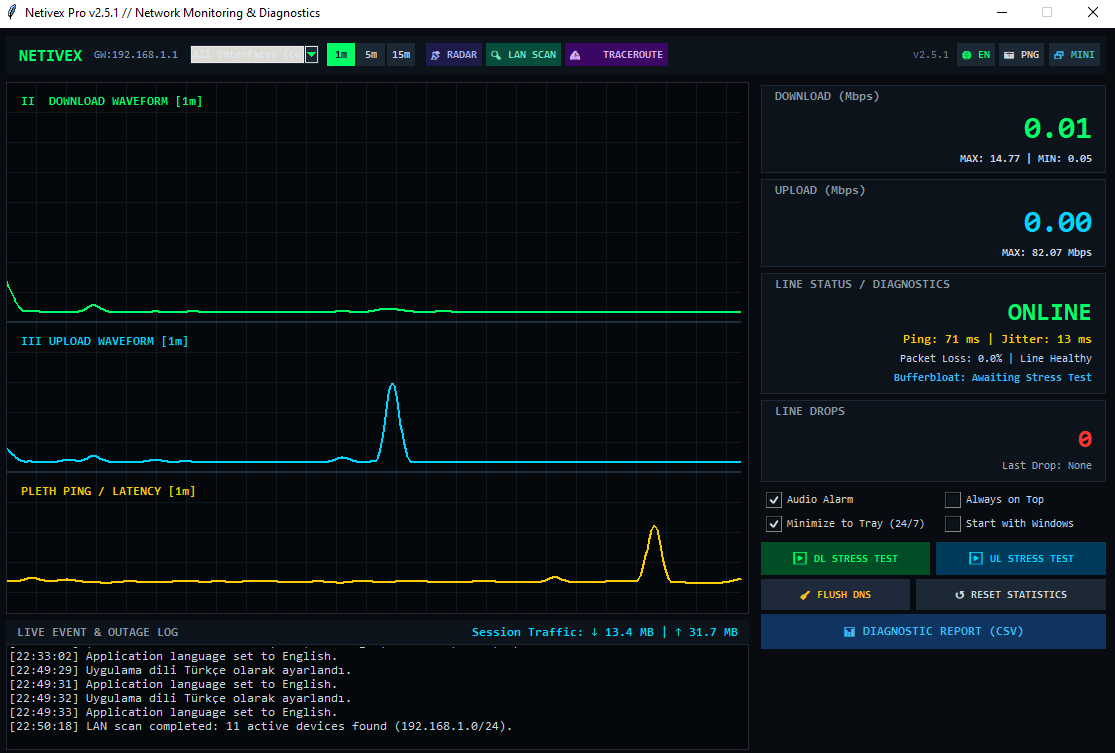 Netivex Pro v2.5.1 // Network Monitoring & Diagnostics
NETIVEX GW:192.168.1.1 All Interfaces 1m 5m 15m RADAR LAN SCAN TRACEROUTE v2.5.1 EN PNG MINI
II DOWNLOAD WAVEFORM [1m]
III UPLOAD WAVEFORM [1m]
PLETH PING / LATENCY [1m]
DOWNLOAD (Mbps)
0.01
MAX: 14.77 | MIN: 0.05
UPLOAD (Mbps)
0.00
MAX: 82.07 Mbps
LINE STATUS / DIAGNOSTICS
ONLINE
Ping: 71 ms | Jitter: 13 ms
Packet Loss: 0.0% | Line Healthy
Bufferbloat: Awaiting Stress Test
LINE DROPS
0
Last Drop: None
Audio Alarm
Always on Top
Minimize to Tray (24/7)
Start with Windows
DL STRESS TEST
UL STRESS TEST
FLUSH DNS
RESET STATISTICS
DIAGNOSTIC REPORT (CSV)
LIVE EVENT & OUTAGE LOG
Session Traffic: ↓ 13.4 MB | ↑ 31.7 MB
[22:33:02] Application language set to English.
[22:49:29] Uygulama dili Türkçe olarak ayarlandı.
[22:49:31] Application language set to English.
[22:49:32] Uygulama dili Türkçe olarak ayarlandı.
[22:49:33] Application language set to English.
[22:50:18] LAN scan completed: 11 active devices found (192.168.1.0/24).